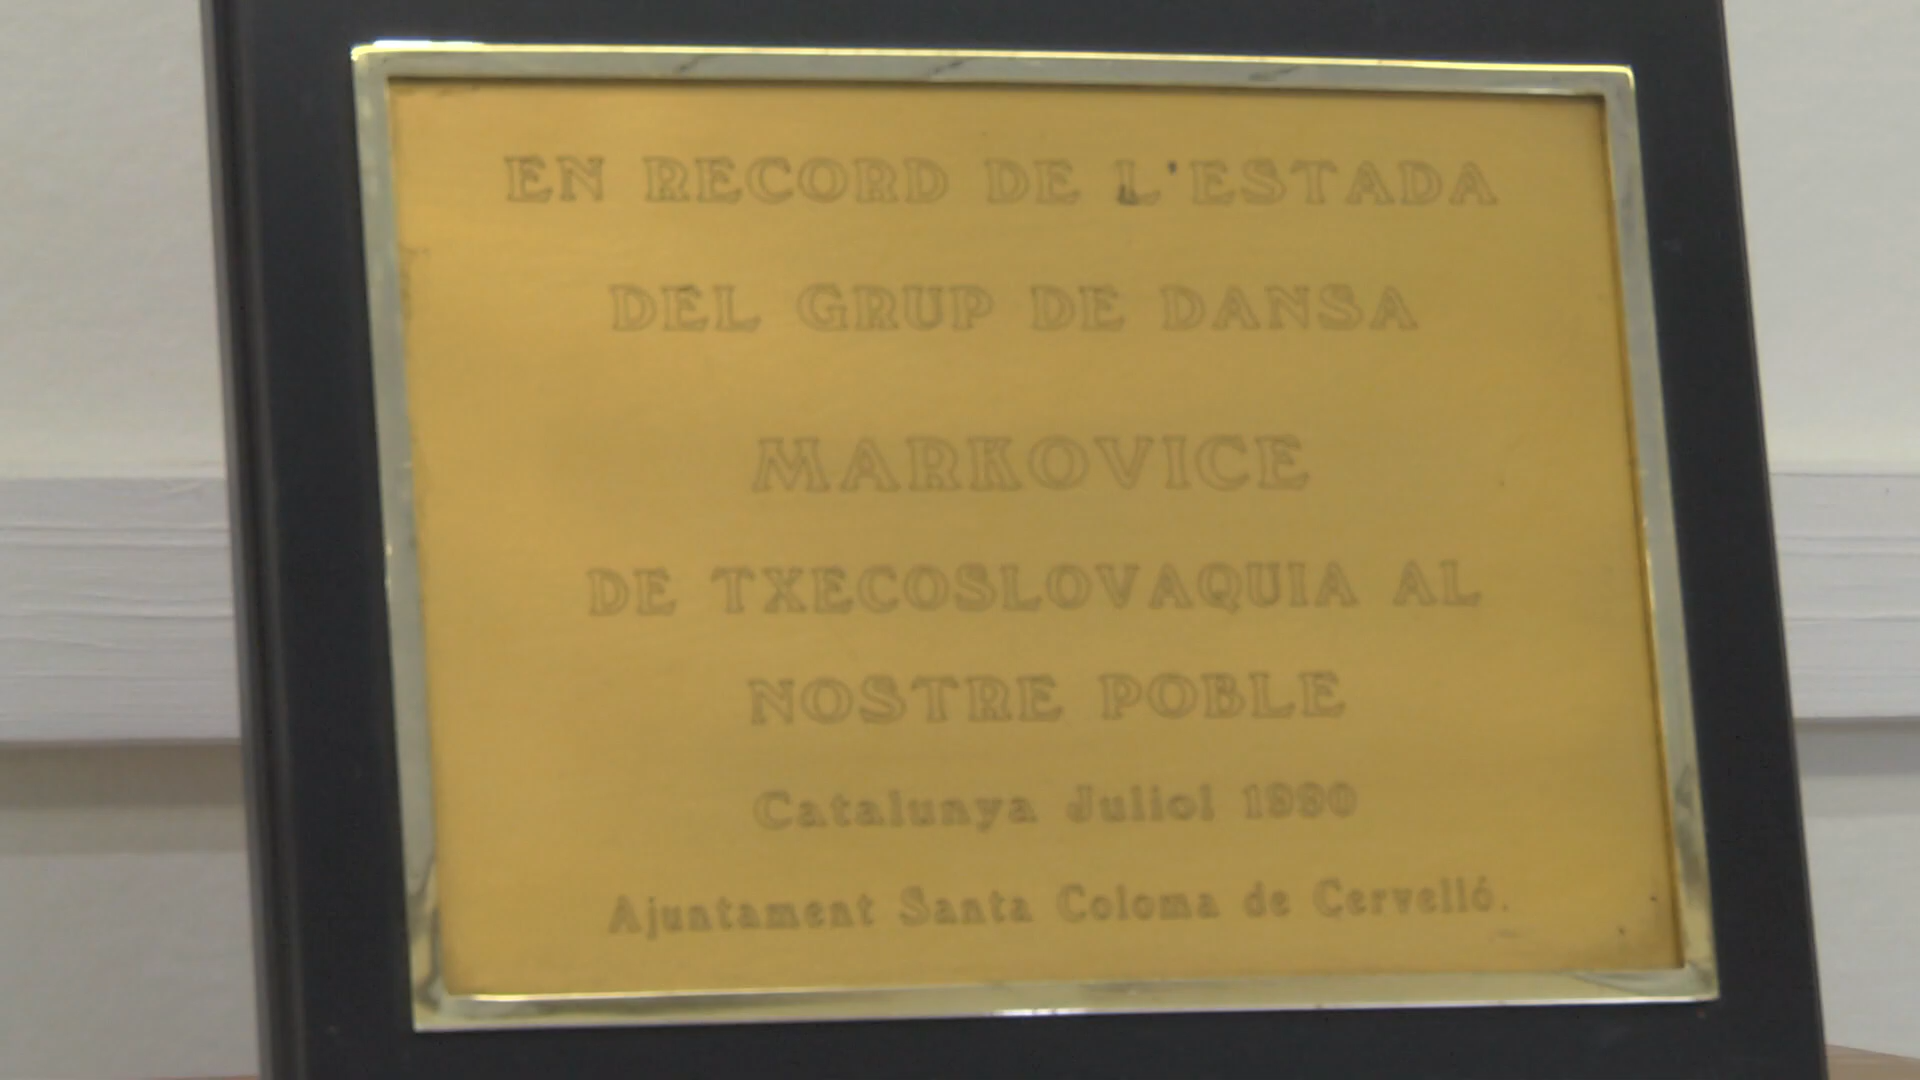 EN RECORD DE L'ESTADA
DEL GRUP DE DANSA
MARKOVICE
DE TXECOSLOVAQUIA AL
NOSTRE POBLE
Catalunya Juliol 1990
Ajuntament Santa Coloma de Cervelló.